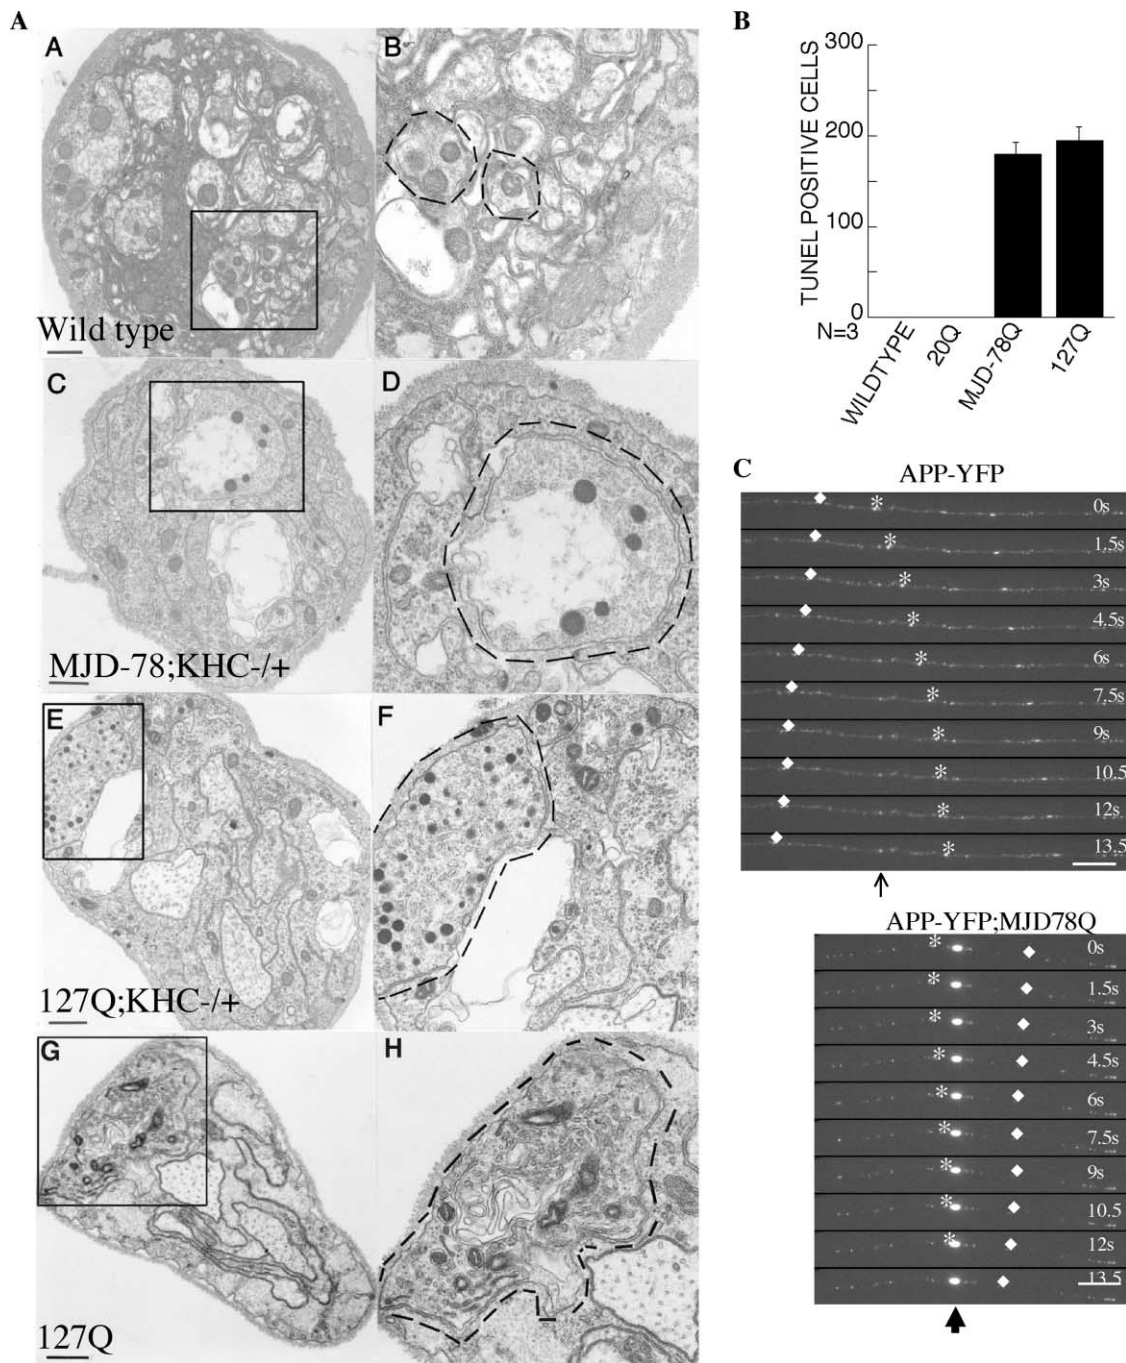 A
A
B
Wild type
C
D
MJD-78;KHC-/+
E
F
127Q;KHC-/+
G
H
127Q
B
TUNEL POSITIVE CELLS
300
200
100
0
N=3
WILDTYPE
20Q
MJD-78Q
127Q
C
APP-YFP
0s
1.5s
3s
4.5s
6s
7.5s
9s
10.5
12s
13.5
APP-YFP;MJD78Q
0s
1.5s
3s
4.5s
6s
7.5s
9s
10.5
12s
13.5